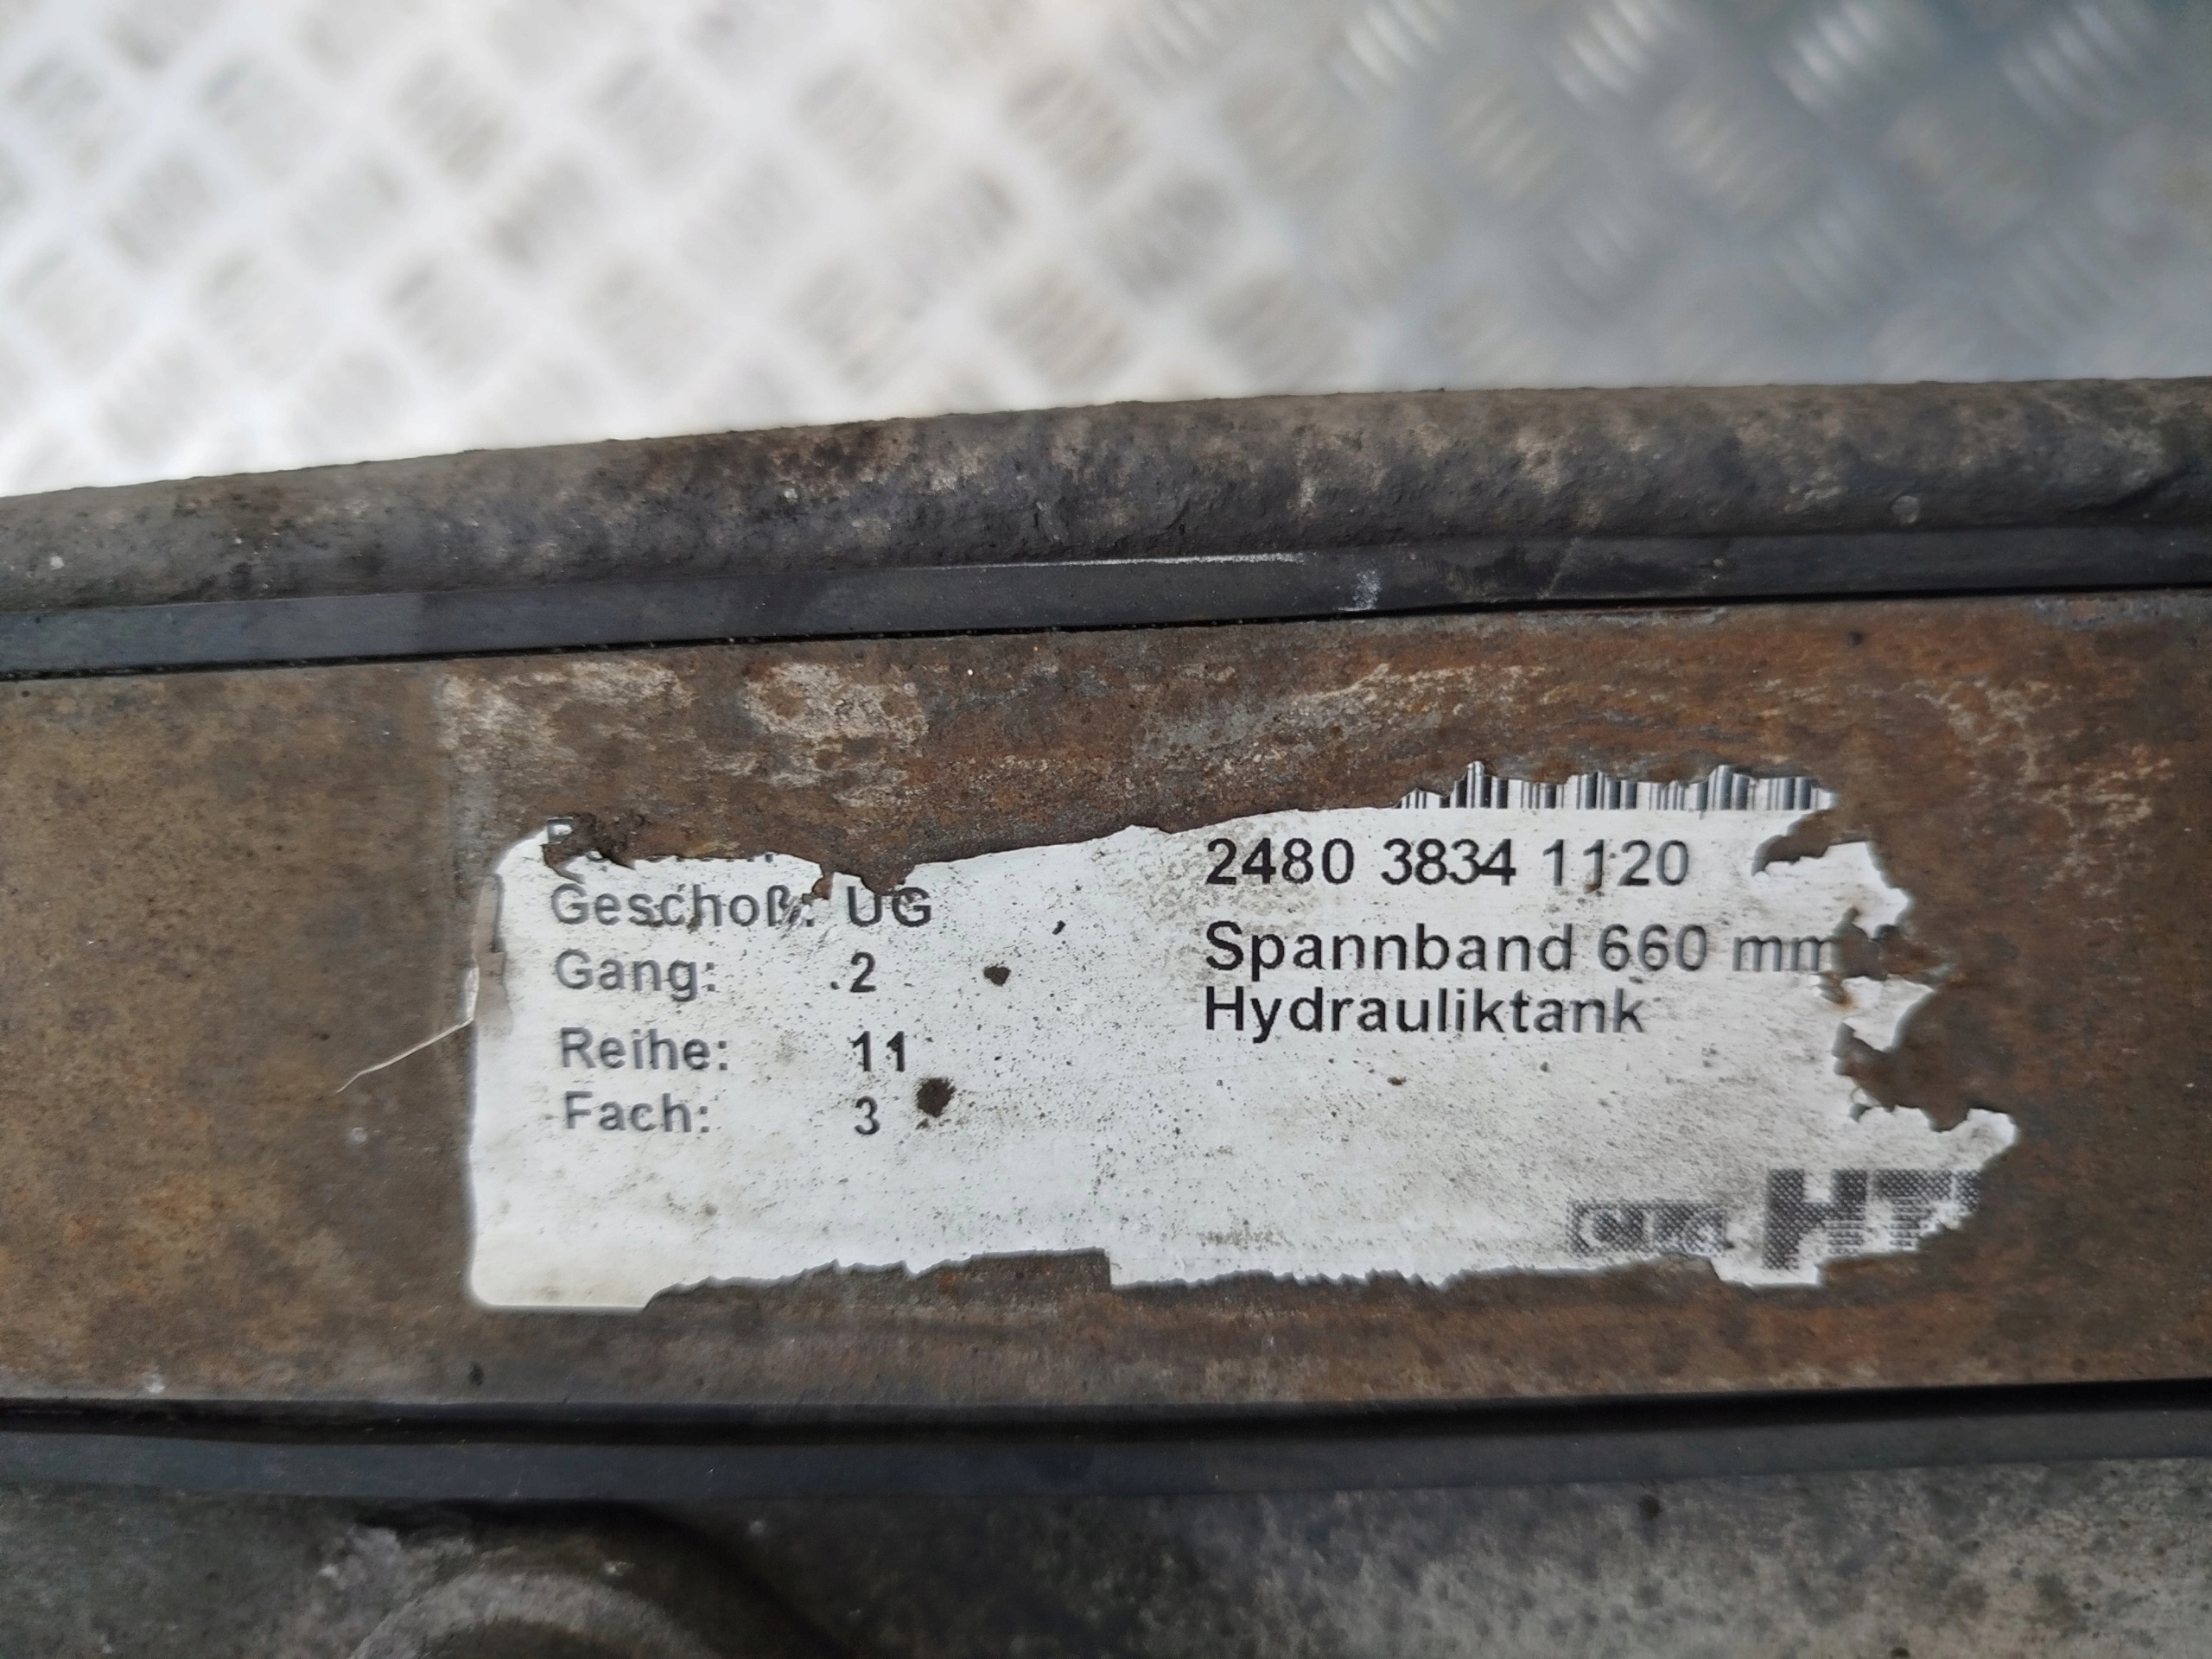 Geschoß: UG
Gang: 2
Reihe: 11
Fach: 3
2480 3834 1120
Spannband 660 mm
Hydrauliktank